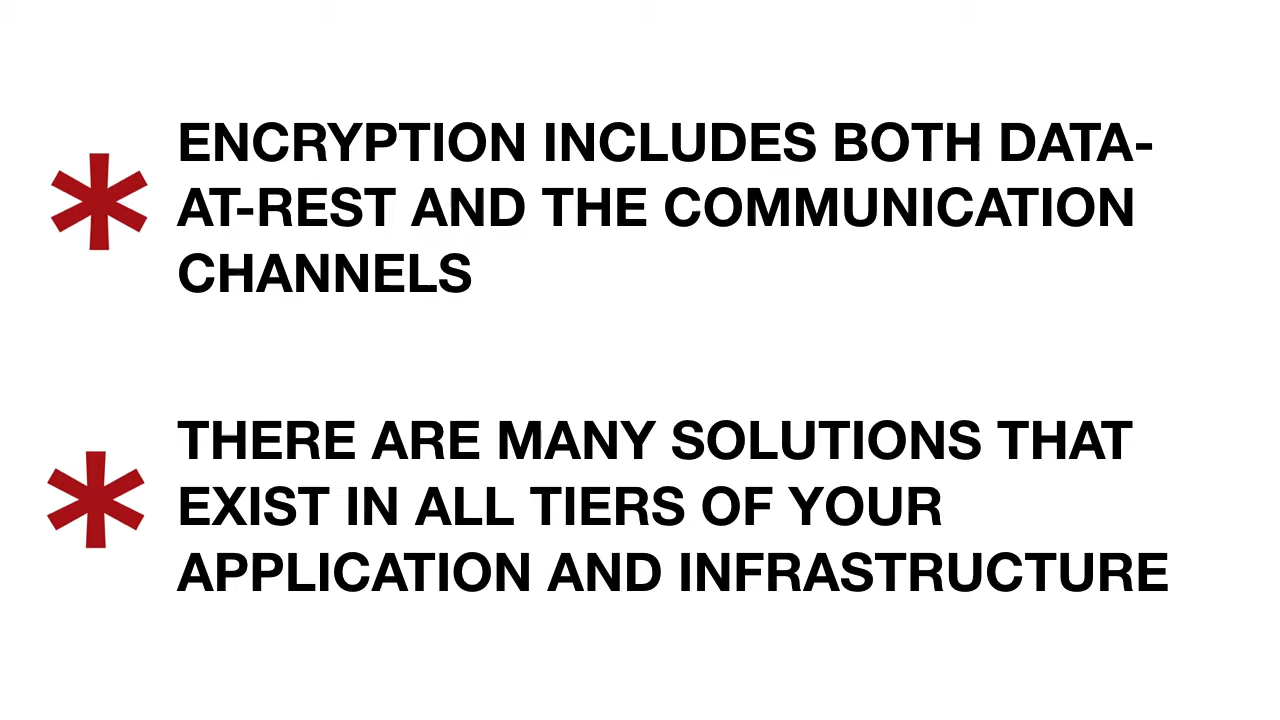 ENCRYPTION INCLUDES BOTH DATA-
AT-REST AND THE COMMUNICATION
CHANNELS
THERE ARE MANY SOLUTIONS THAT
EXIST IN ALL TIERS OF YOUR
APPLICATION AND INFRASTRUCTURE